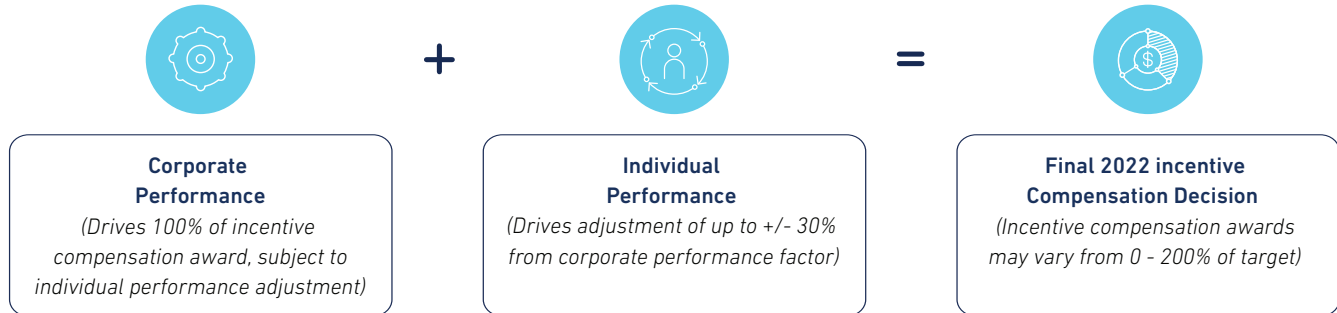 +
=
$
Corporate
Performance
(Drives 100% of incentive
compensation award, subject to
individual performance adjustment)
Individual
Performance
(Drives adjustment of up to +/- 30%
from corporate performance factor)
Final 2022 incentive
Compensation Decision
(Incentive compensation awards
may vary from 0 - 200% of target)